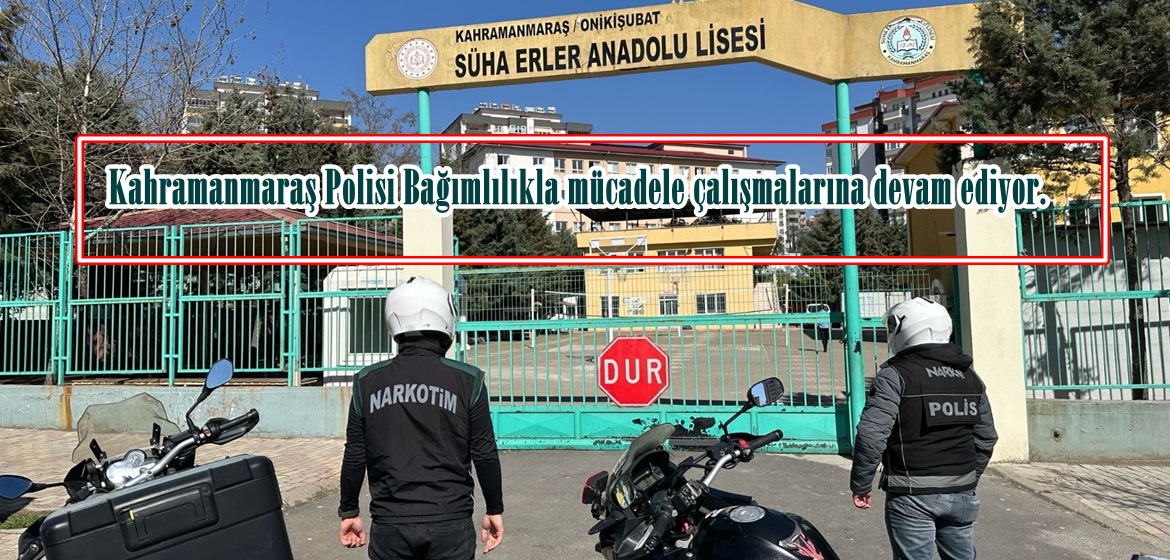 KAHRAMANMARAŞ / ONİKİŞUBAT
SÜHA ERLER ANADOLU LİSESİ
Kahramanmaraş Polisi Bağımlılıkla mücadele çalışmalarına devam ediyor.
DUR
NARKOTİM
POLİS